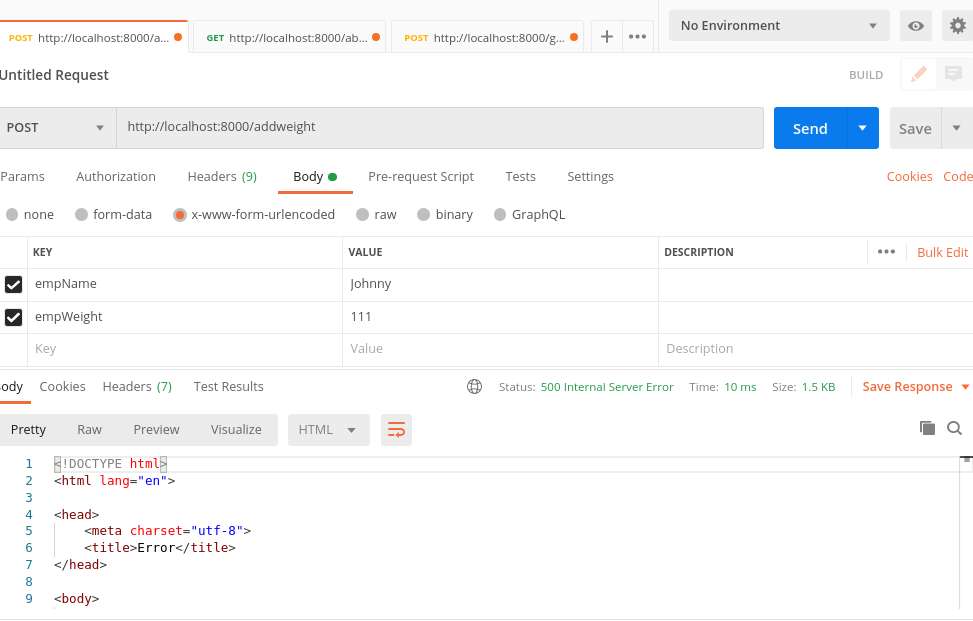 POST http://localhost:8000/a... GET http://localhost:8000/ab... POST http://localhost:8000/g... + ••• No Environment
Untitled Request BUILD
POST http://localhost:8000/addweight Send Save
Params Authorization Headers (9) Body Pre-request Script Tests Settings Cookies Code
none form-data x-www-form-urlencoded raw binary GraphQL
KEY VALUE DESCRIPTION ••• Bulk Edit
empName Johnny
empWeight 111
Key Value Description
ody Cookies Headers (7) Test Results Status: 500 Internal Server Error Time: 10 ms Size: 1.5 KB Save Response
Pretty Raw Preview Visualize HTML
1 <!DOCTYPE html>
2 <html lang="en">
3
4 <head>
5 <meta charset="utf-8">
6 <title>Error</title>
7 </head>
8
9 <body>